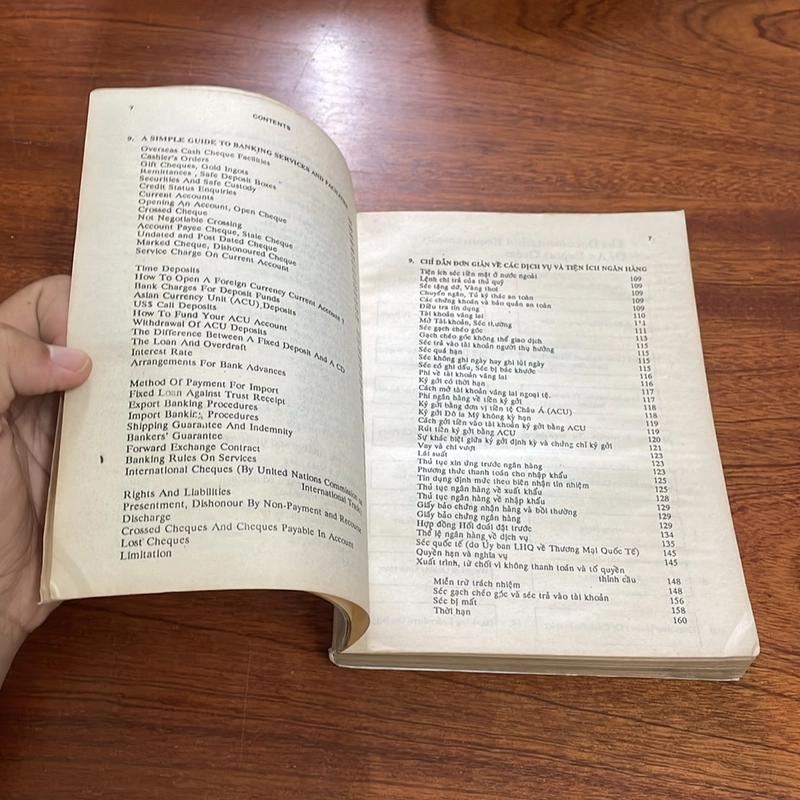 7
CONTENTS
9. A SIMPLE GUIDE TO BANKING SERVICES AND FACILITIES
Overseas Cash Cheque Facilities
Cashier's Orders
Gift Cheques, Gold Ingots
Remittances, Safe Deposit Boxes
Securities And Safe Custody
Credit Status Enquiries
Current Accounts
Opening An Account, Open Cheque
Crossed Cheque
Not Negotiable Crossing
Account Payee Cheque, Stale Cheque
Undated and Post Dated Cheque
Marked Cheque, Dishonoured Cheque
Service Charge On Current Account
Time Deposits
How To Open A Foreign Currency Current Account
Bank Charges For Deposit Funds
Asian Currency Unit (ACU), Deposits
US$ Call Deposits
How To Fund Your ACU Account
Withdrawal Of ACU Deposits
The Difference Between A Fixed Deposit And A CD
The Loan And Overdraft
Interest Rate
Arrangements For Bank Advances
Method Of Payment For Import
Fixed Loan Against Trust Receipt
Export Banking Procedures
Import Banking Procedures
Shipping Guarantee And Indemnity
Bankers' Guarantee
Forward Exchange Contract
Banking Rules On Services
International Cheques (By United Nations Commission on
International Trade)
Rights And Liabilities
Presentment, Dishonour By Non-Payment and Recourse
Discharge
Crossed Cheques And Cheques Payable In Account
Lost Cheques
Limitation
7
9. CHỈ DẪN ĐƠN GIẢN VỀ CÁC DỊCH VỤ VÀ TIỆN ÍCH NGÂN HÀNG
Tiện ích séc tiền mặt ở nước ngoài 109
Lệnh chi trả của thủ quỹ 109
Séc tặng dữ, Vàng thoi 109
Chuyển ngân, Tủ ký thác an toàn 109
Các chứng khoán và bảo quản an toàn 109
Điều tra tín dụng 110
Tài khoản vãng lai 111
Mở Tài khoản, Séc thường 111
Séc gạch chéo góc 113
Gạch chéo góc không thể giao dịch 115
Séc trả vào tài khoản người thụ hưởng 115
Séc quá hạn 115
Séc không ghi ngày hay ghi lùi ngày 115
Séc có ghi dấu, Séc bị bác khước 116
Phí về tài khoản vãng lai 116
Ký gởi có thời hạn 117
Cách mở tài khoản vãng lai ngoại tệ. 117
Phí ngân hàng về tiền ký gởi 118
Ký gởi bằng đơn vị tiền tệ Châu Á (ACU) 118
Ký gởi Đô la Mỹ không kỳ hạn 119
Cách gởi tiền vào tài khoản ký gởi bằng ACU 119
Rút tiền ký gởi bằng ACU 120
Sự khác biệt giữa ký gởi định kỳ và chứng chỉ ký gởi 121
Vay và chi vượt 123
Lãi suất 123
Thủ tục xin ứng trước ngân hàng 123
Phương thức thanh toán cho nhập khẩu 125
Tín dụng định mức theo biên nhận tín nhiệm 125
Thủ tục ngân hàng về xuất khẩu 128
Thủ tục ngân hàng về nhập khẩu 129
Giấy bảo chứng nhận hàng và bồi thường 129
Giấy bảo chứng ngân hàng 129
Hợp đồng Hối đoái đặt trước 134
Thể lệ ngân hàng về dịch vụ 135
Séc quốc tế (do Ủy ban LHQ về Thương Mại Quốc Tế) 145
Quyền hạn và nghĩa vụ 145
Xuất trình, từ chối vì không thanh toán và tố quyền
thỉnh cầu 148
Miễn trừ trách nhiệm 148
Séc gạch chéo góc và séc trả vào tài khoản 156
Séc bị mất 158
Thời hạn 160